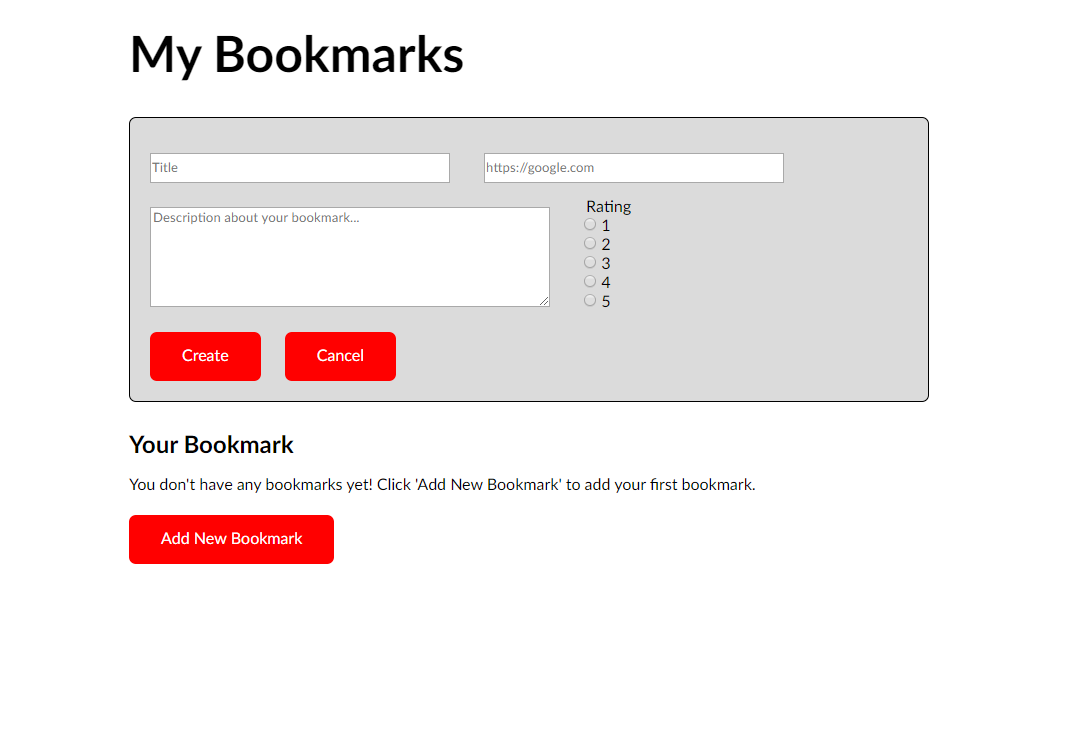 My Bookmarks
Title
https://google.com
Description about your bookmark...
Rating
1
2
3
4
5
Create
Cancel
Your Bookmark
You don't have any bookmarks yet! Click 'Add New Bookmark' to add your first bookmark.
Add New Bookmark